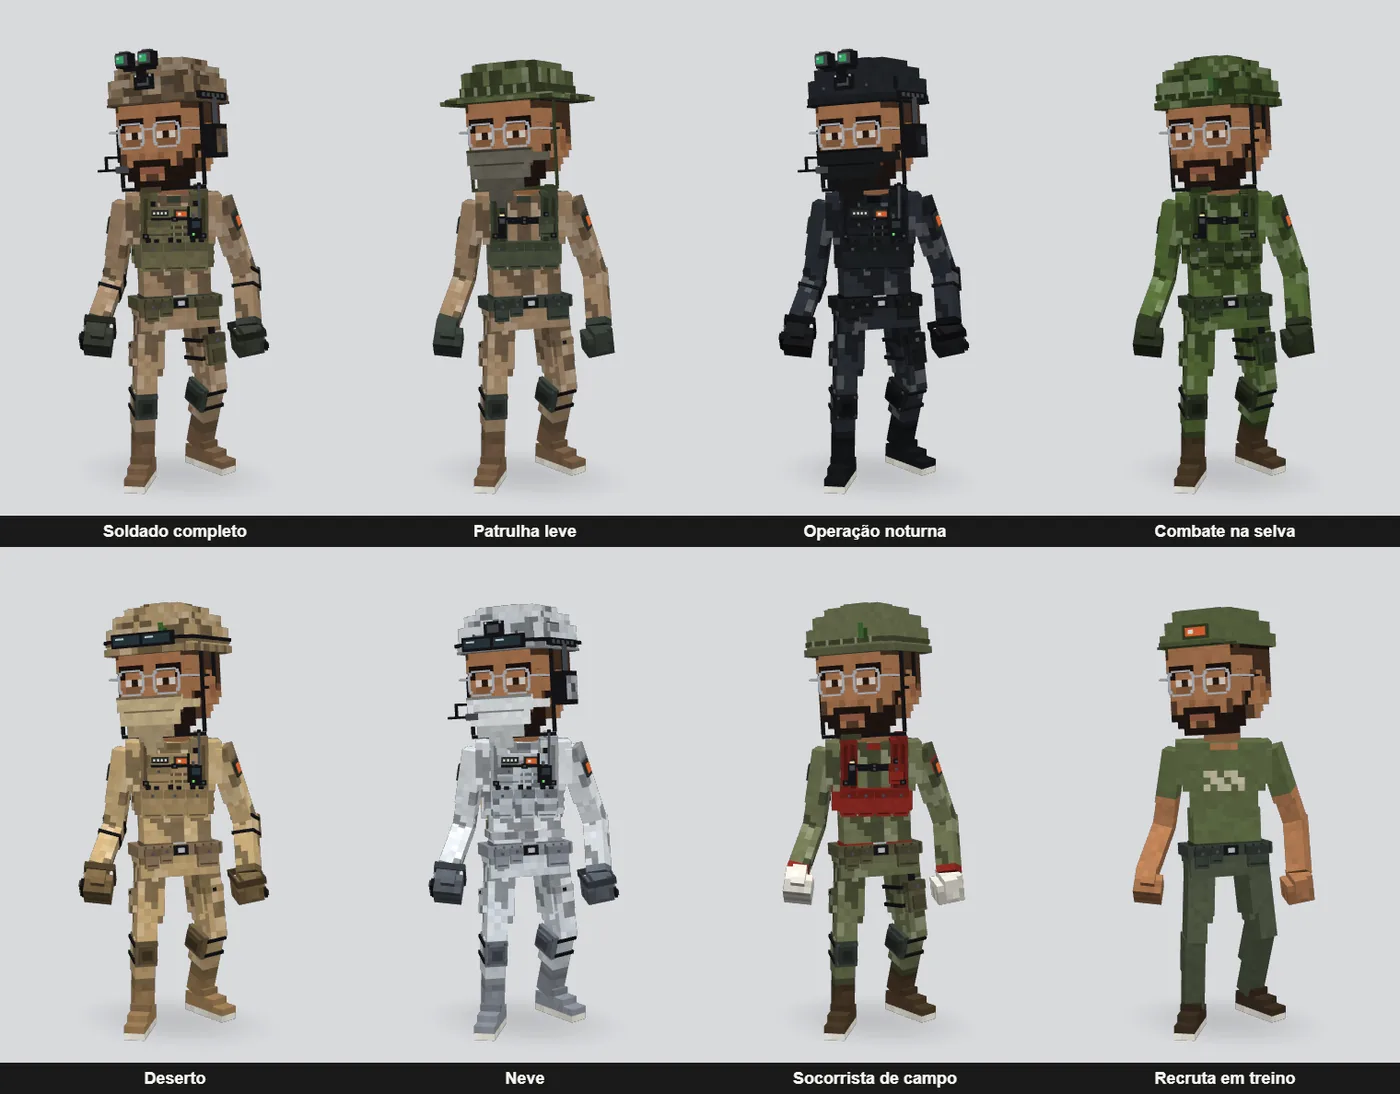 Soldado completo
Patrulha leve
Operação noturna
Combate na selva
Deserto
Neve
Socorrista de campo
Recruta em treino